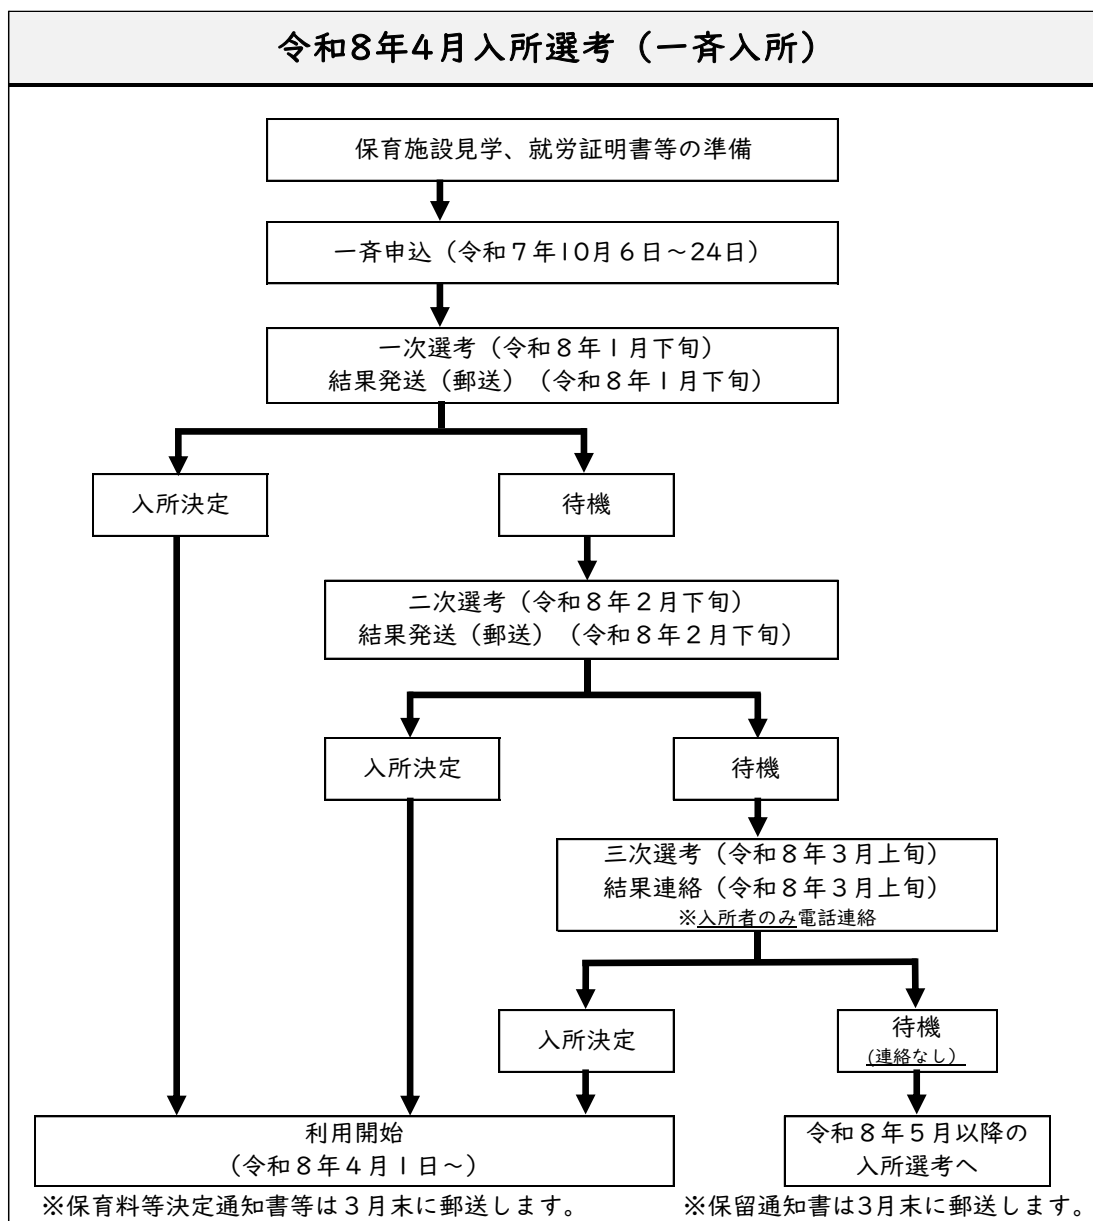 令和8年4月入所選考（一斉入所）
保育施設見学、就労証明書等の準備
一斉申込（令和７年10月６日～24日）
一次選考（令和８年１月下旬）
結果発送（郵送）（令和８年１月下旬）
入所決定
待機
二次選考（令和８年２月下旬）
結果発送（郵送）（令和８年２月下旬）
入所決定
待機
三次選考（令和８年３月上旬）
結果連絡（令和８年３月上旬）
※入所者のみ電話連絡
入所決定
待機
(連絡なし）
利用開始
（令和８年４月１日～）
令和８年５月以降の
入所選考へ
※保育料等決定通知書等は３月末に郵送します。
※保留通知書は3月末に郵送します。